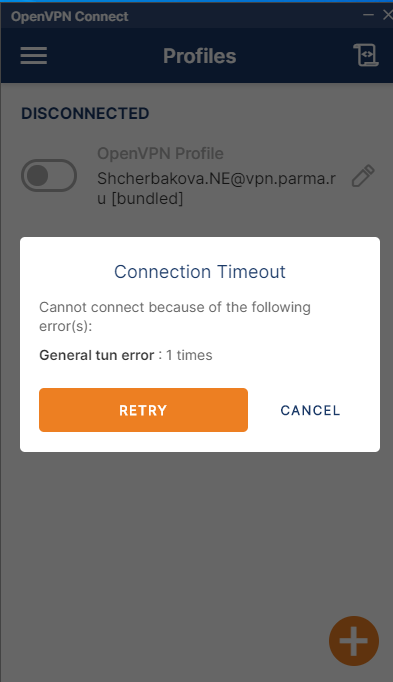 OpenVPN Connect
Profiles
DISCONNECTED
OpenVPN Profile
Shcherbakova.NE@vpn.parma.r
u [bundled]
Connection Timeout
Cannot connect because of the following
error(s):
General tun error : 1 times
RETRY
CANCEL